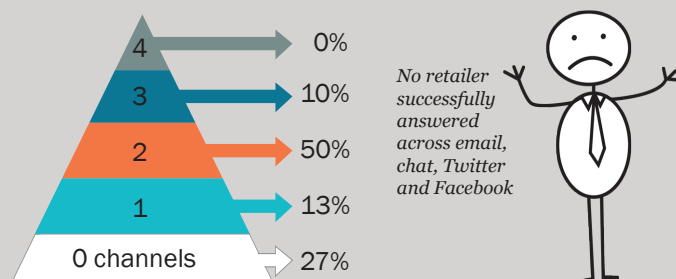 4 0%
3 10%
2 50%
1 13%
0 channels 27%
No retailer
successfully
answered
across email,
chat, Twitter
and Facebook